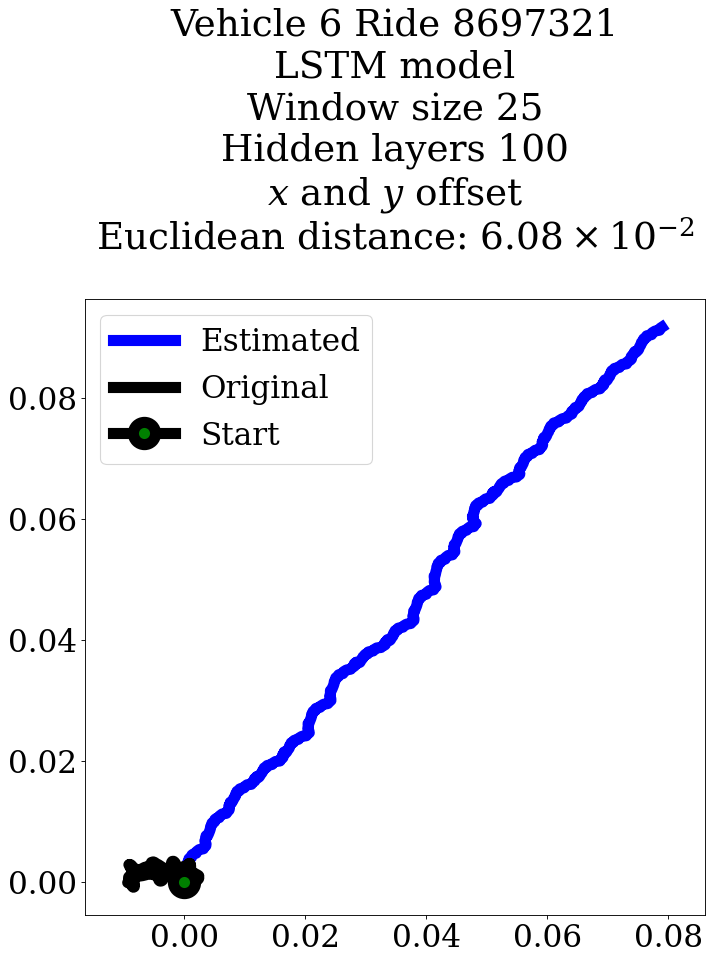 Vehicle 6 Ride 8697321
LSTM model
Window size 25
Hidden layers 100
x and y offset
Euclidean distance: 6.08 × 10⁻²
Estimated
Original
Start
0.08
0.06
0.04
0.02
0.00
0.00 0.02 0.04 0.06 0.08